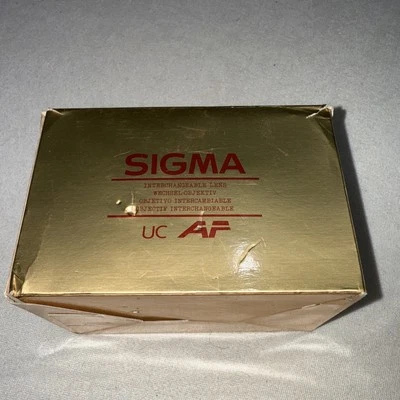 SIGMA
INTERCHANGEABLE LENS
WECHSEL-OBJEKTIV
OBJETIVO INTERCAMBIABLE
OBJECTIF INTERCHANGEABLE
UC AF